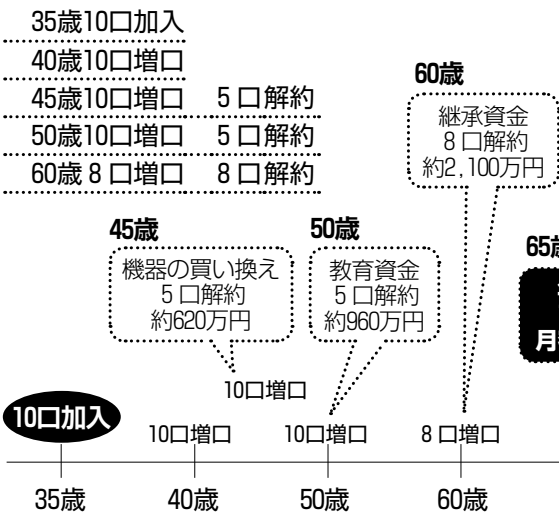 35歳10口加入
40歳10口増口
45歳10口増口 5口解約
50歳10口増口 5口解約
60歳8口増口 8口解約
60歳
継承資金
8口解約
約2,100万円
45歳
機器の買い換え
5口解約
約620万円
50歳
教育資金
5口解約
約960万円
65歳
月
10口増口
10口加入
10口増口
10口増口
8口増口
35歳
40歳
50歳
60歳